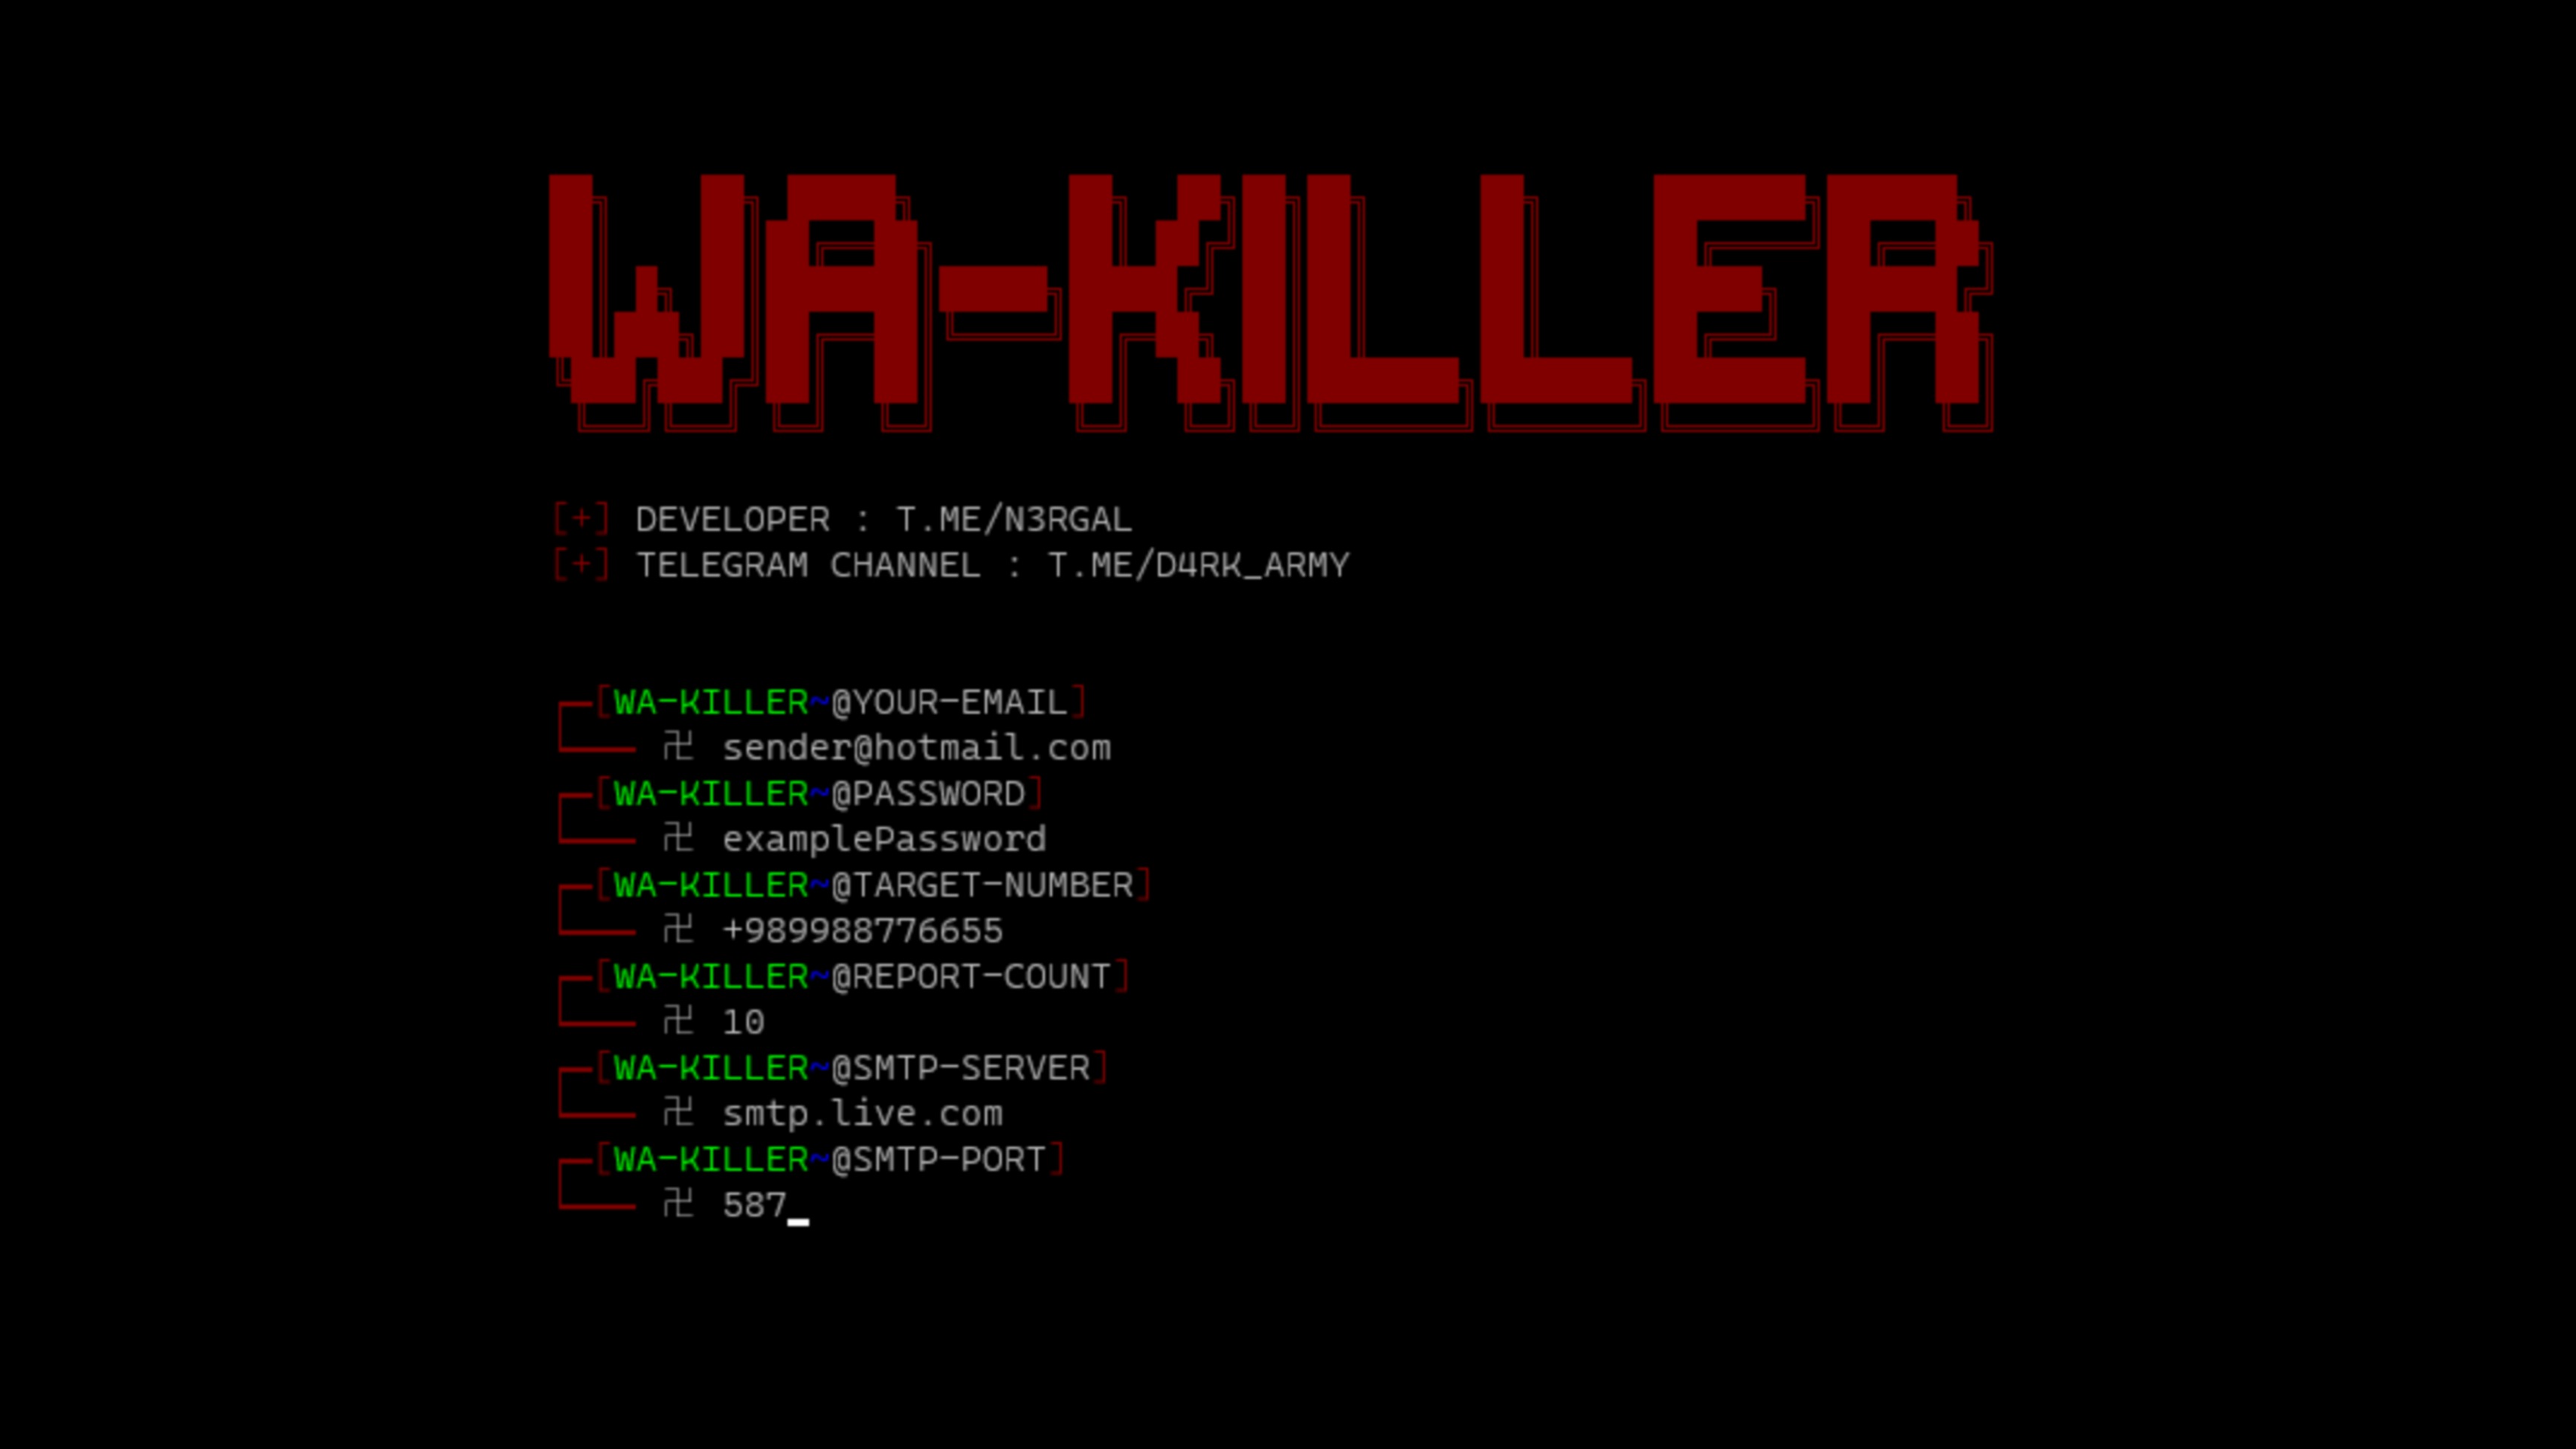 WA-KILLER
[+] DEVELOPER : T.ME/N3RGAL
[+] TELEGRAM CHANNEL : T.ME/D4RK_ARMY
[WA-KILLER~@YOUR-EMAIL]
卍 sender@hotmail.com
[WA-KILLER~@PASSWORD]
卍 examplePassword
[WA-KILLER~@TARGET-NUMBER]
卍 +989988776655
[WA-KILLER~@REPORT-COUNT]
卍 10
[WA-KILLER~@SMTP-SERVER]
卍 smtp.live.com
[WA-KILLER~@SMTP-PORT]
卍 587